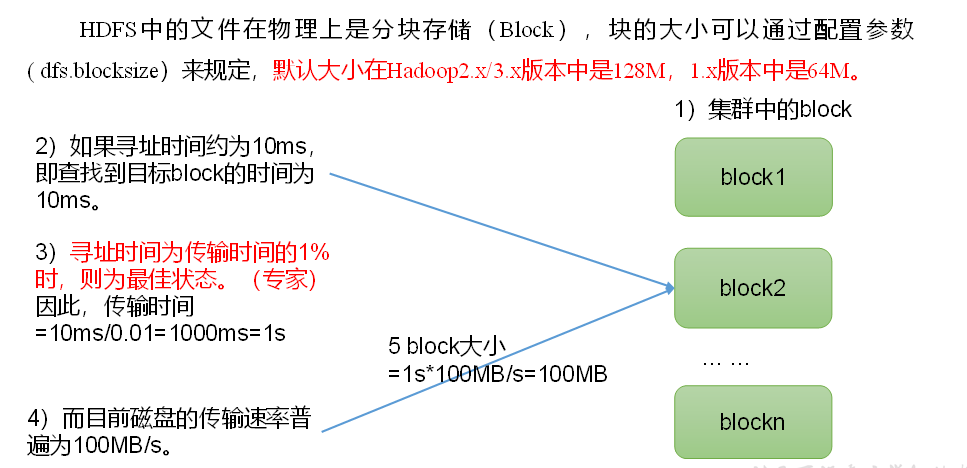 HDFS中的文件在物理上是分块存储（Block），块的大小可以通过配置参数
( dfs.blocksize）来规定，默认大小在Hadoop2.x/3.x版本中是128M，1.x版本中是64M。
1）集群中的block
2）如果寻址时间约为10ms，
即查找到目标block的时间为
10ms。
block1
3）寻址时间为传输时间的1%
时，则为最佳状态。（专家）
因此，传输时间
=10ms/0.01=1000ms=1s
block2
5 block大小
=1s*100MB/s=100MB
... ...
4）而目前磁盘的传输速率普
遍为100MB/s。
blockn